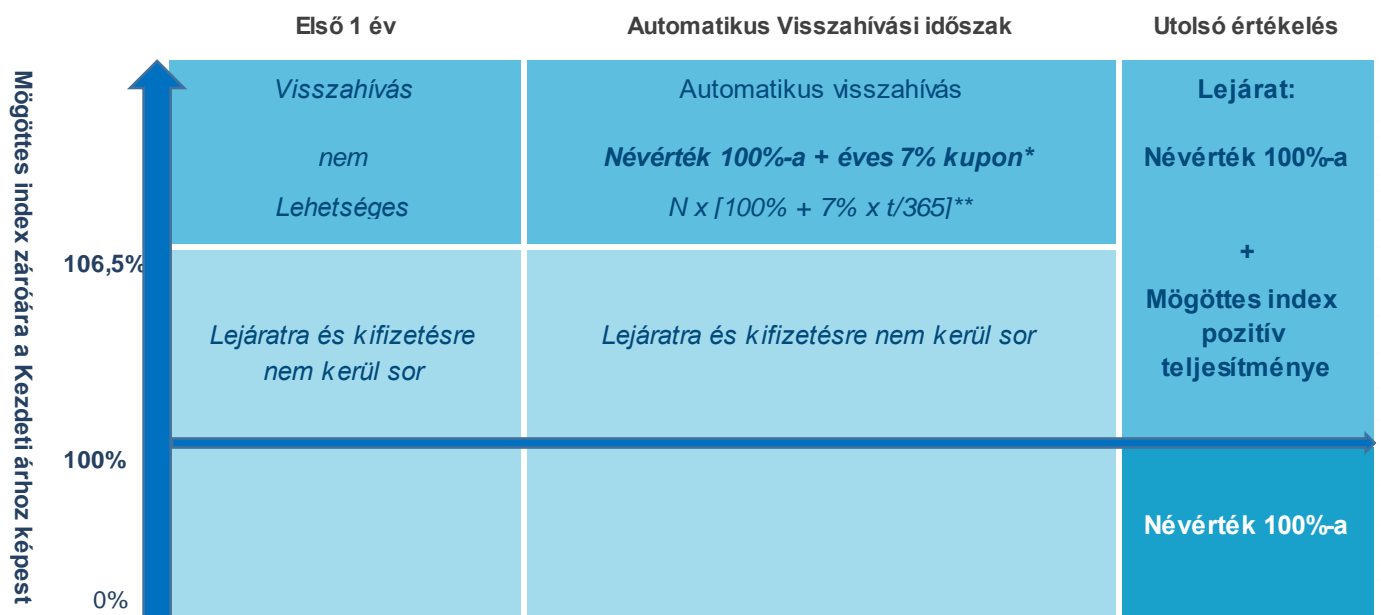 Első 1 év
Automatikus Visszahívási időszak
Utolsó értékelés
Mögöttes index záróára a Kezdeti árhoz képest
Visszahívás
nem
Lehetséges
Automatikus visszahívás
Névérték 100%-a + éves 7% kupon*
N x [100% + 7% x t/365]**
Lejárat:
Névérték 100%-a
+
Mögöttes index
pozitív
teljesítménye
106,5%
Lejáratra és kifizetésre
nem kerül sor
Lejáratra és kifizetésre nem kerül sor
100%
Névérték 100%-a
0%